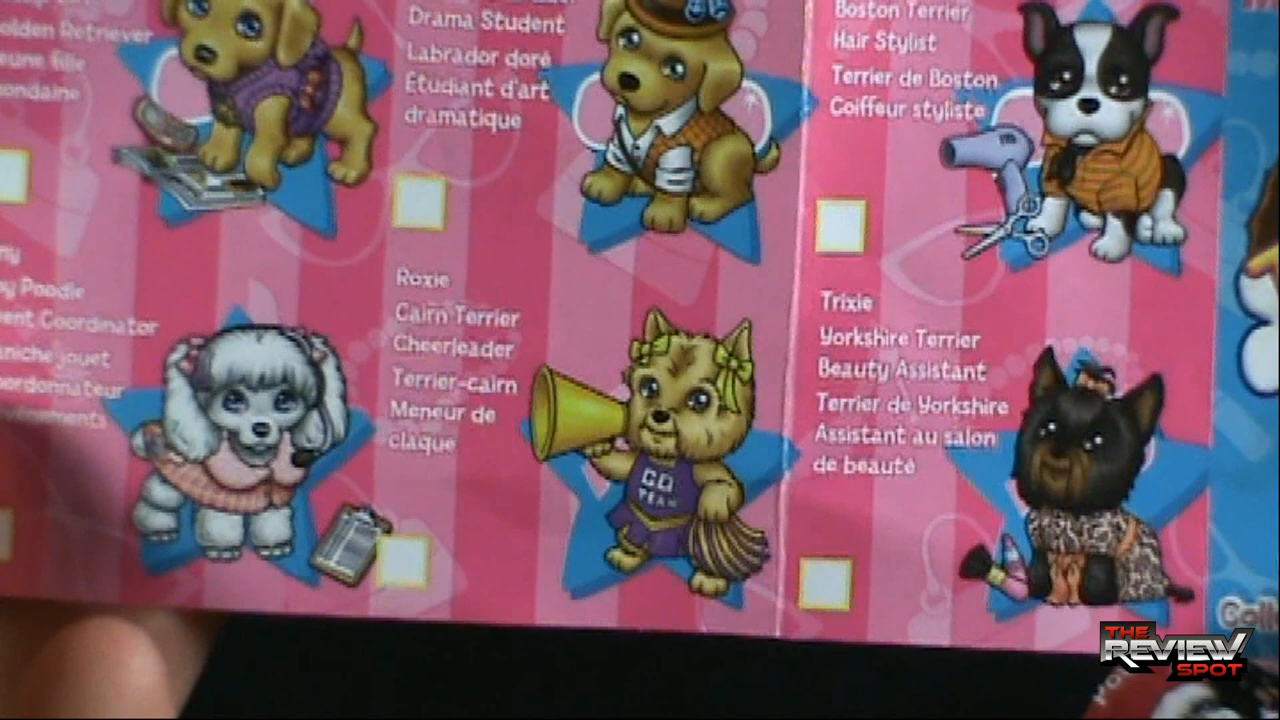 Retriever
Drama Student
Labrador doré
Étudiant d'art
dramatique
Boston Terrier
Hair Stylist
Terrier de Boston
Coiffeur styliste
Poodle
Coordinator
Roxie
Cairn Terrier
Cheerleader
Terrier-cairn
Meneur de
claque
GO
TEAM
Trixie
Yorkshire Terrier
Beauty Assistant
Terrier de Yorkshire
Assistant au salon
de beauté
THE
REVIEW
SPOT